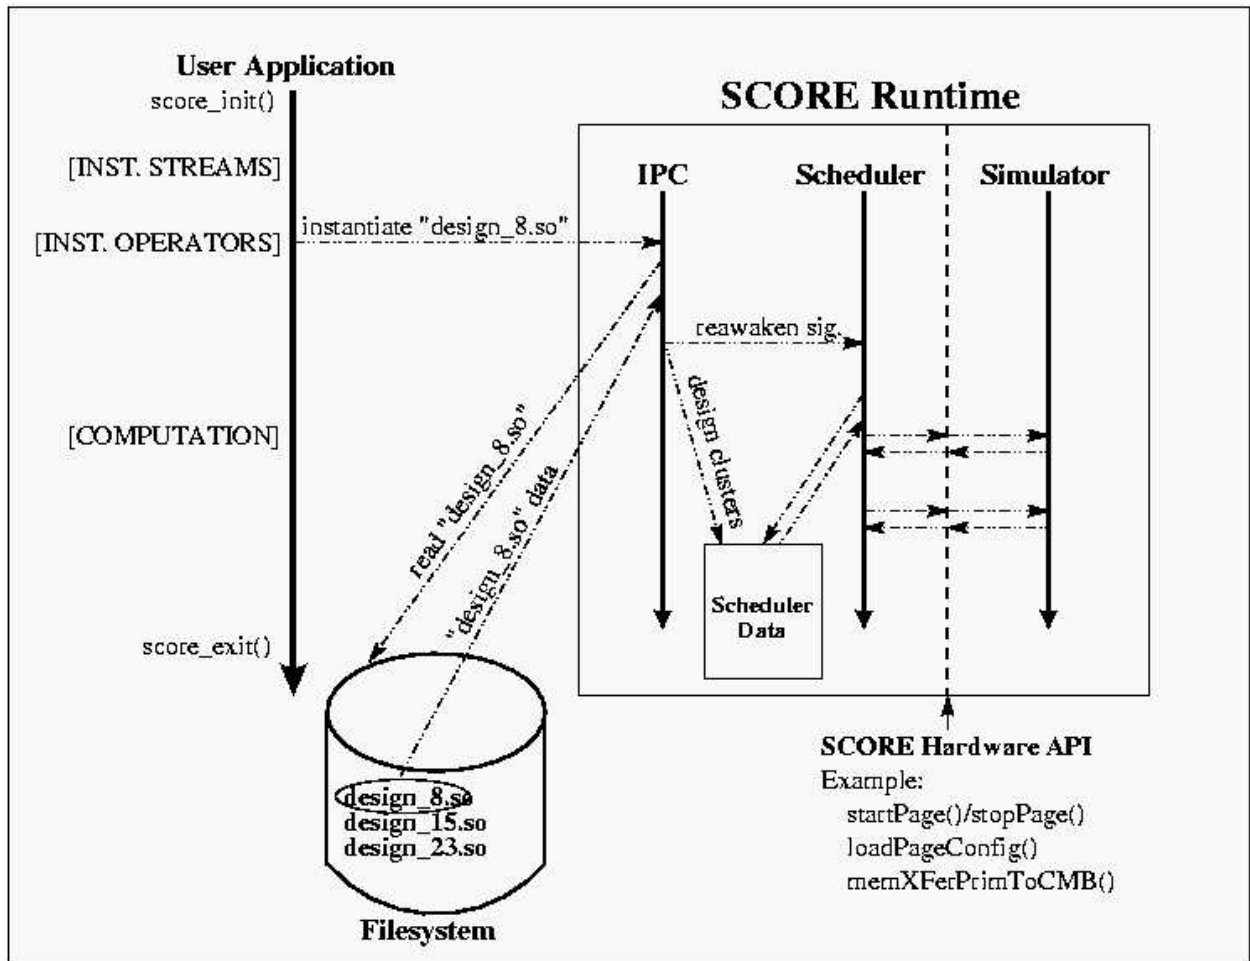 User Application
score_init()
[INST. STREAMS]
[INST. OPERATORS]
[COMPUTATION]
score_exit()
instantiate "design_8.so"
read "design_8.so"
"design_8.so" data
design_8.so
design_15.so
design_23.so
Filesystem
SCORE Runtime
IPC
Scheduler
Simulator
reawaken sig.
design clusters
Scheduler
Data
SCORE Hardware API
Example:
startPage()/stopPage()
loadPageConfig()
memXFerPrimToCMB()